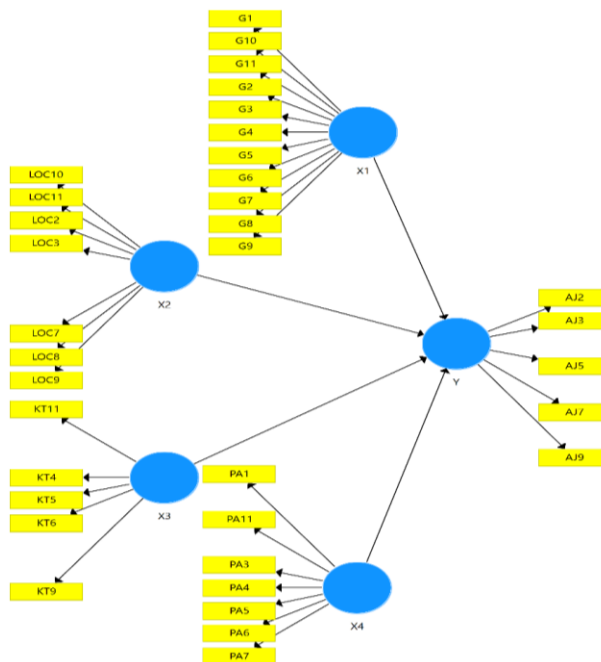 G1
G10
G11
G2
G3
G4
G5
G6
G7
G8
G9
X1
LOC10
LOC11
LOC2
LOC3
LOC7
LOC8
LOC9
X2
AJ2
AJ3
AJ5
AJ7
AJ9
Y
KT11
KT4
KT5
KT6
KT9
X3
PA1
PA11
PA3
PA4
PA5
PA6
PA7
X4